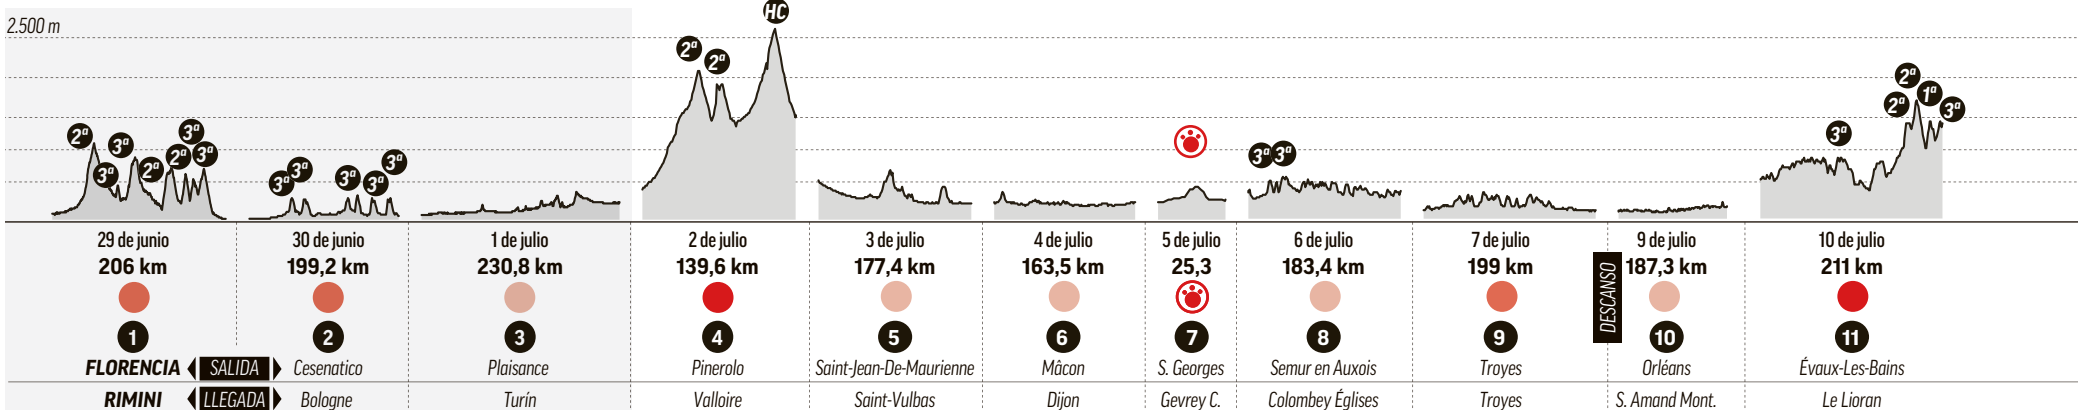 2.500 m
2ª 3ª 3ª 2ª 2ª 3ª 3ª
3ª 3ª 3ª 3ª 3ª
2ª 2ª HC
3ª 3ª
3ª 2ª 2ª 1ª 3ª
29 de junio 30 de junio 1 de julio 2 de julio 3 de julio 4 de julio 5 de julio 6 de julio 7 de julio 9 de julio 10 de julio
206 km 199,2 km 230,8 km 139,6 km 177,4 km 163,5 km 25,3 183,4 km 199 km 187,3 km 211 km
DESCANSO
1 2 3 4 5 6 7 8 9 10 11
FLORENCIA SALIDA Cesenatico Plaisance Pinerolo Saint-Jean-De-Maurienne Mâcon S. Georges Semur en Auxois Troyes Orléans Évaux-Les-Bains
RIMINI LLEGADA Bologne Turín Valloire Saint-Vulbas Dijon Gevrey C. Colombey Églises Troyes S. Amand Mont. Le Lioran